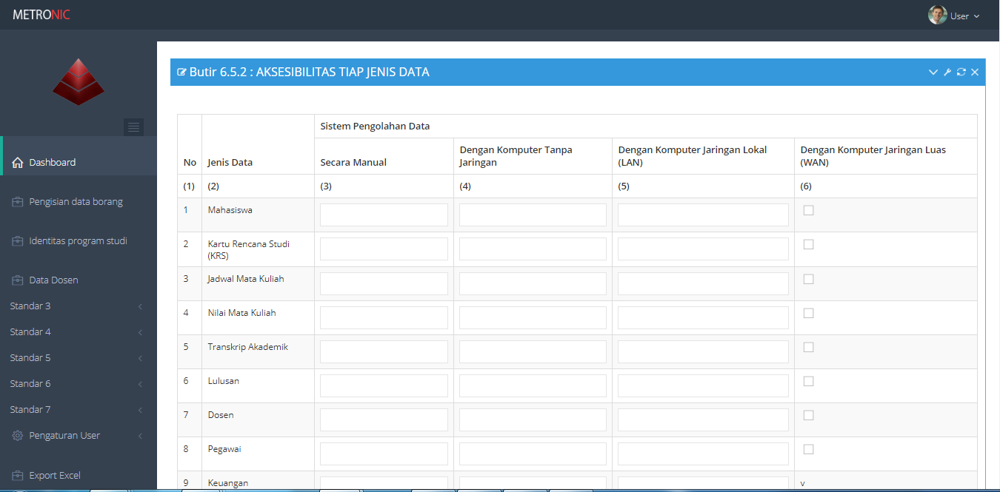 METRONIC
User
Butir 6.5.2 : AKSESIBILITAS TIAP JENIS DATA
Dashboard
Pengisian data borang
Identitas program studi
Data Dosen
Standar 3
Standar 4
Standar 5
Standar 6
Standar 7
Pengaturan User
Export Excel
Sistem Pengolahan Data
No
Jenis Data
Secara Manual
Dengan Komputer Tanpa
Jaringan
Dengan Komputer Jaringan Lokal
(LAN)
Dengan Komputer Jaringan Luas
(WAN)
(1) (2) (3) (4) (5) (6)
1 Mahasiswa
2 Kartu Rencana Studi
(KRS)
3 Jadwal Mata Kuliah
4 Nilai Mata Kuliah
5 Transkrip Akademik
6 Lulusan
7 Dosen
8 Pegawai
9 Keuangan v